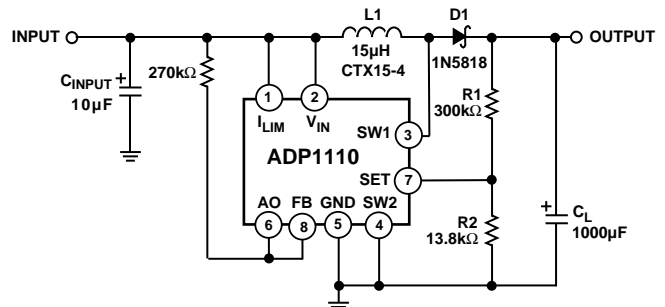 INPUT
OUTPUT
L1
15μH
CTX15-4
D1
1N5818
C_INPUT +
10μF
270kΩ
1
2
I_LIM
V_IN
SW1
3
ADP1110
SET
7
AO
FB
GND
SW2
6
8
5
4
R1
300kΩ
R2
13.8kΩ
+
C_L
1000μF